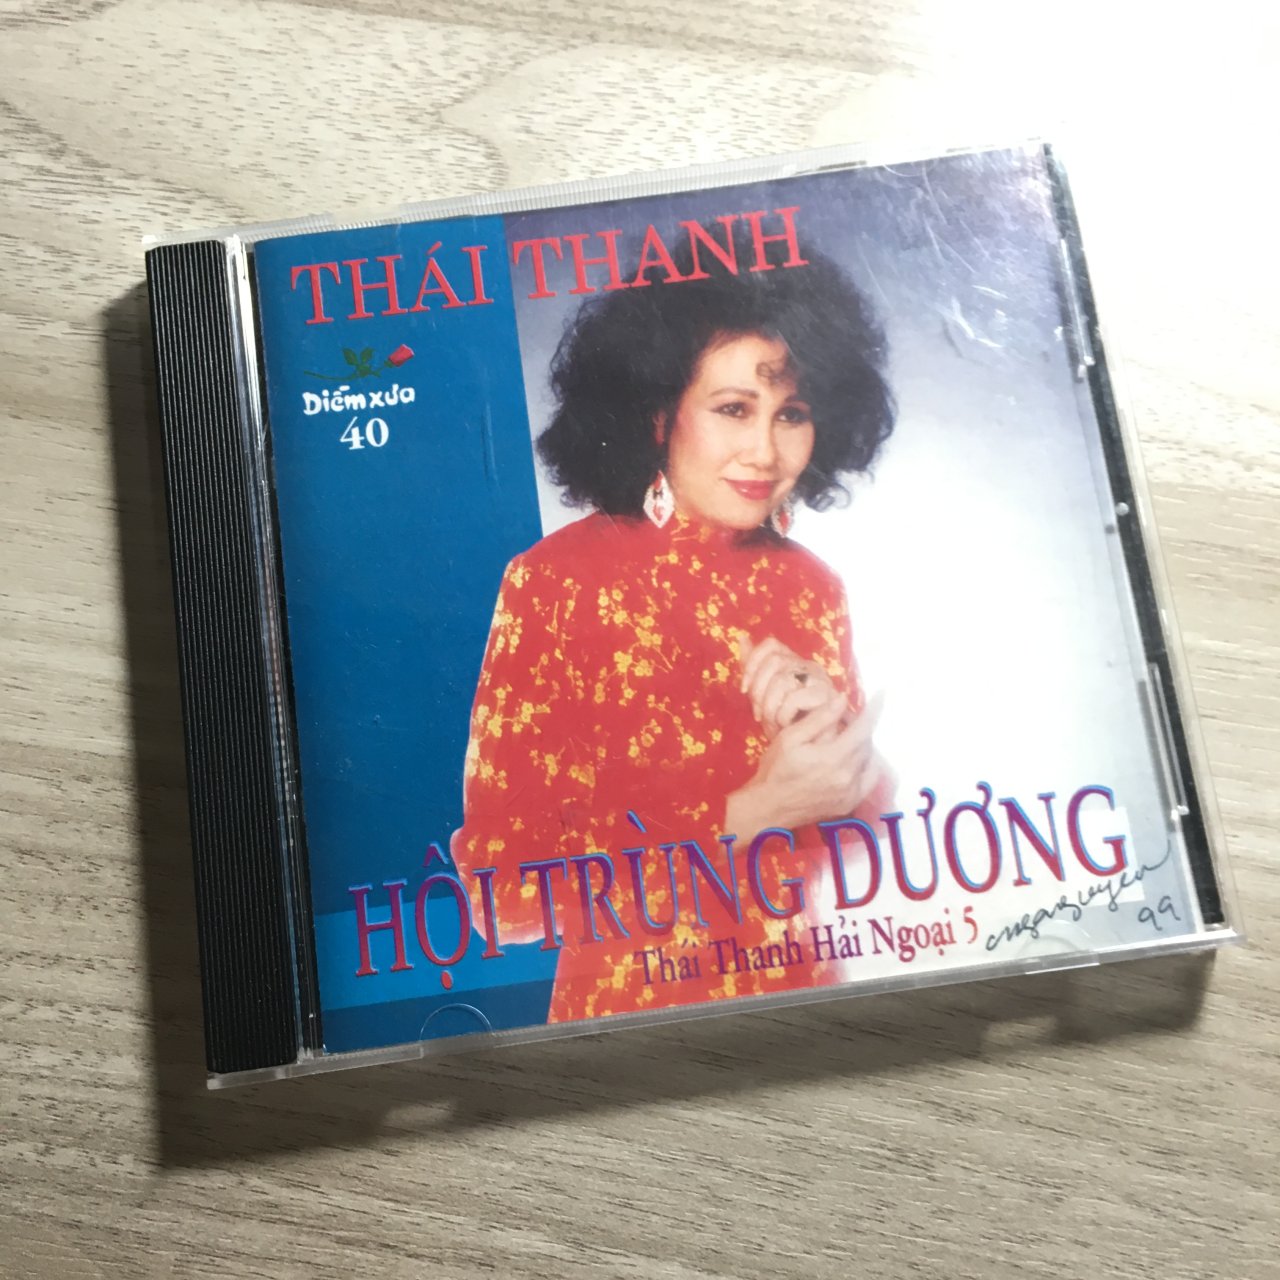 THÁI THANH
Diễm xưa
40
HỘI TRÙNG DƯƠNG
Thái Thanh Hải Ngoại 5
99